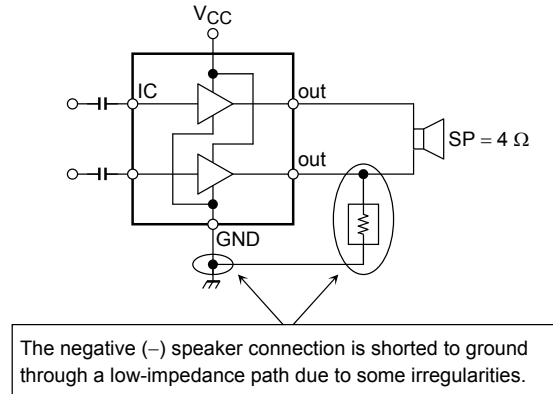 VCC
IC
out
SP = 4 Ω
out
GND
The negative (−) speaker connection is shorted to ground
through a low-impedance path due to some irregularities.